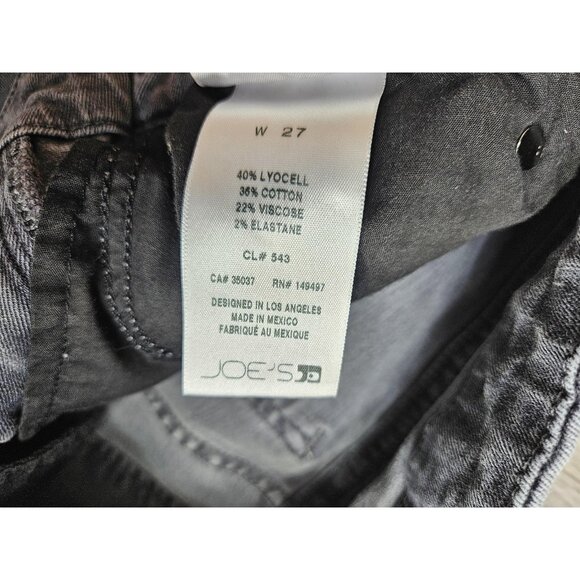 W 27
40% LYOCELL
36% COTTON
22% VISCOSE
2% ELASTANE
CL# 543
CA# 35037 RN# 149497
DESIGNED IN LOS ANGELES
MADE IN MEXICO
FABRIQUÉ AU MEXIQUE
JOE'S